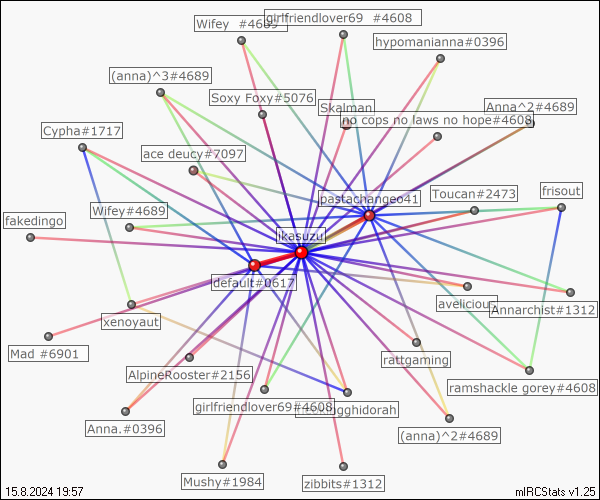 Wifey #4689
girlfriendlover69 #4608
hypomanianna#0396
(anna)^3#4689
Soxy Foxy#5076
Skalman
Anna^2#4689
no cops no laws no hope#4608
Cypha#1717
ace deucy#7097
pastachangeo41
Toucan#2473
frisout
Wifey#4689
fakedingo
ikasuzu
default#0617
avelicious
Annarchist#1312
xenoyaut
Mad #6901
rattgaming
AlpineRooster#2156
ramshackle gorey#4608
girlfriendlover69#4608
Anna.#0396
(anna)^2#4689
Mushy#1984
zibbits#1312
15.8.2024 19:57
mIRCStats v1.25